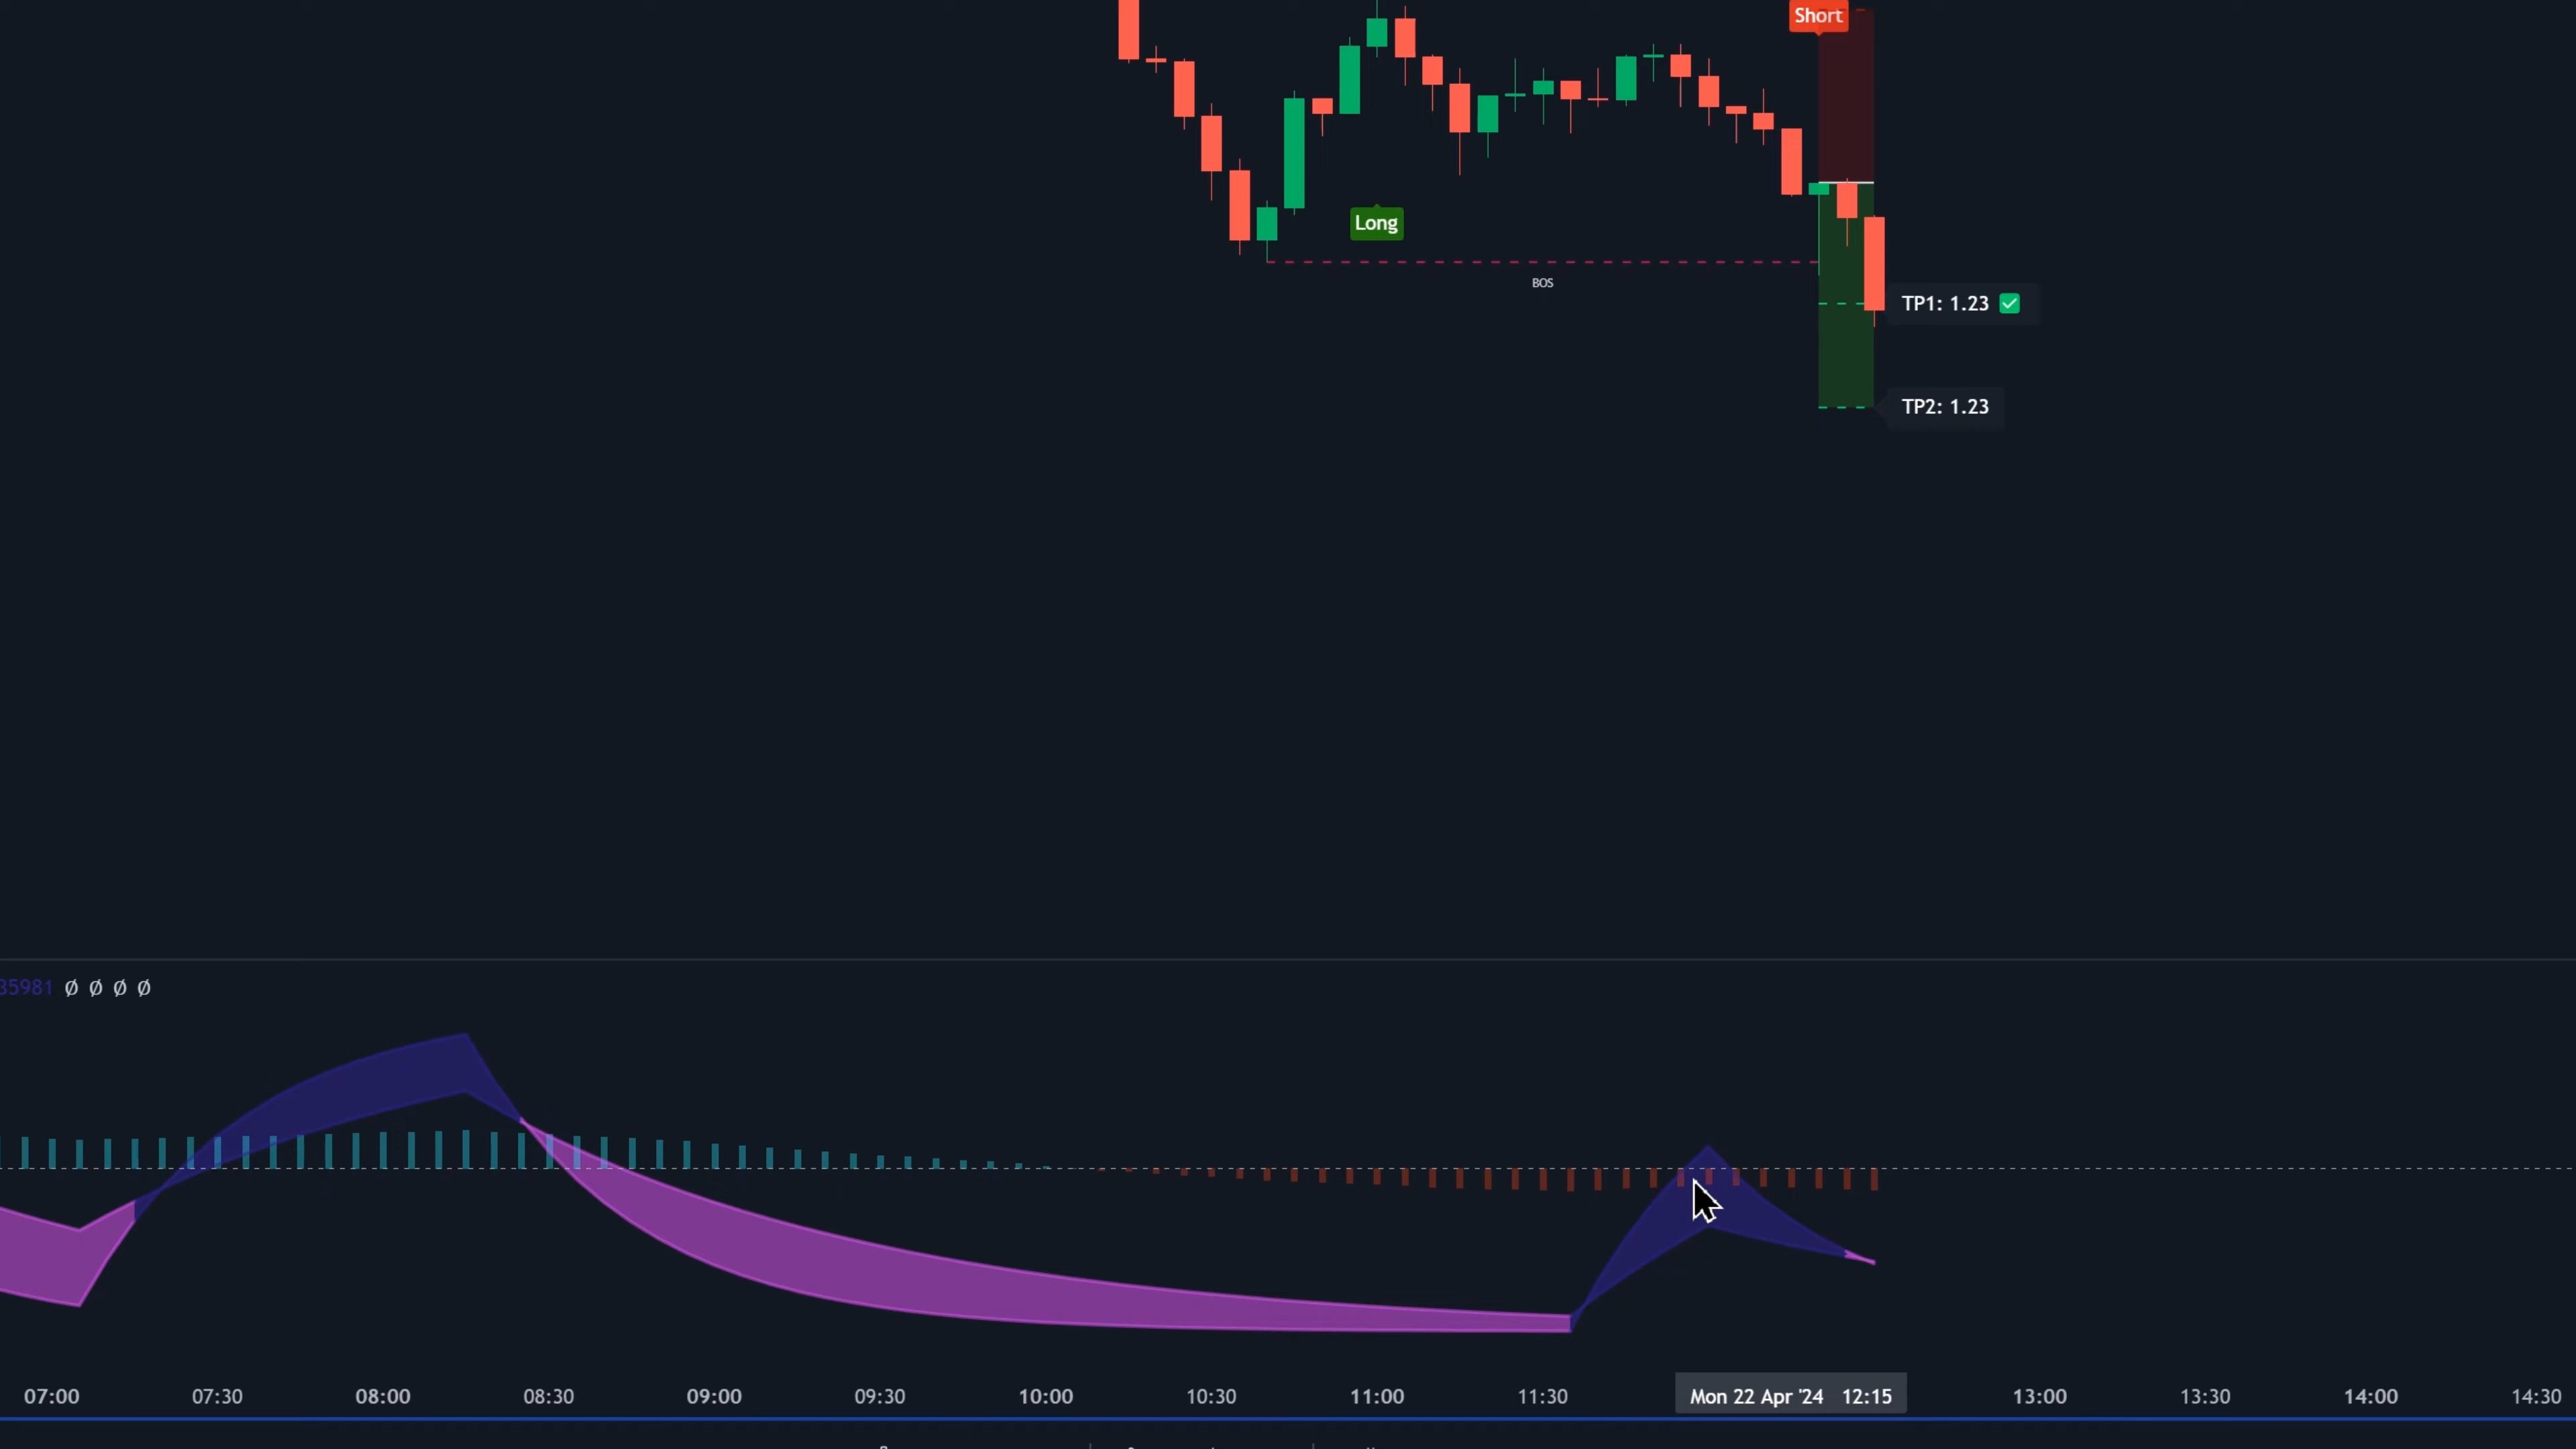 Short
Long
BOS
TP1: 1.23 ✅
TP2: 1.23
35981 Ø Ø Ø Ø
07:00 07:30 08:00 08:30 09:00 09:30 10:00 10:30 11:00 11:30 Mon 22 Apr '24 12:15 13:00 13:30 14:00 14:30